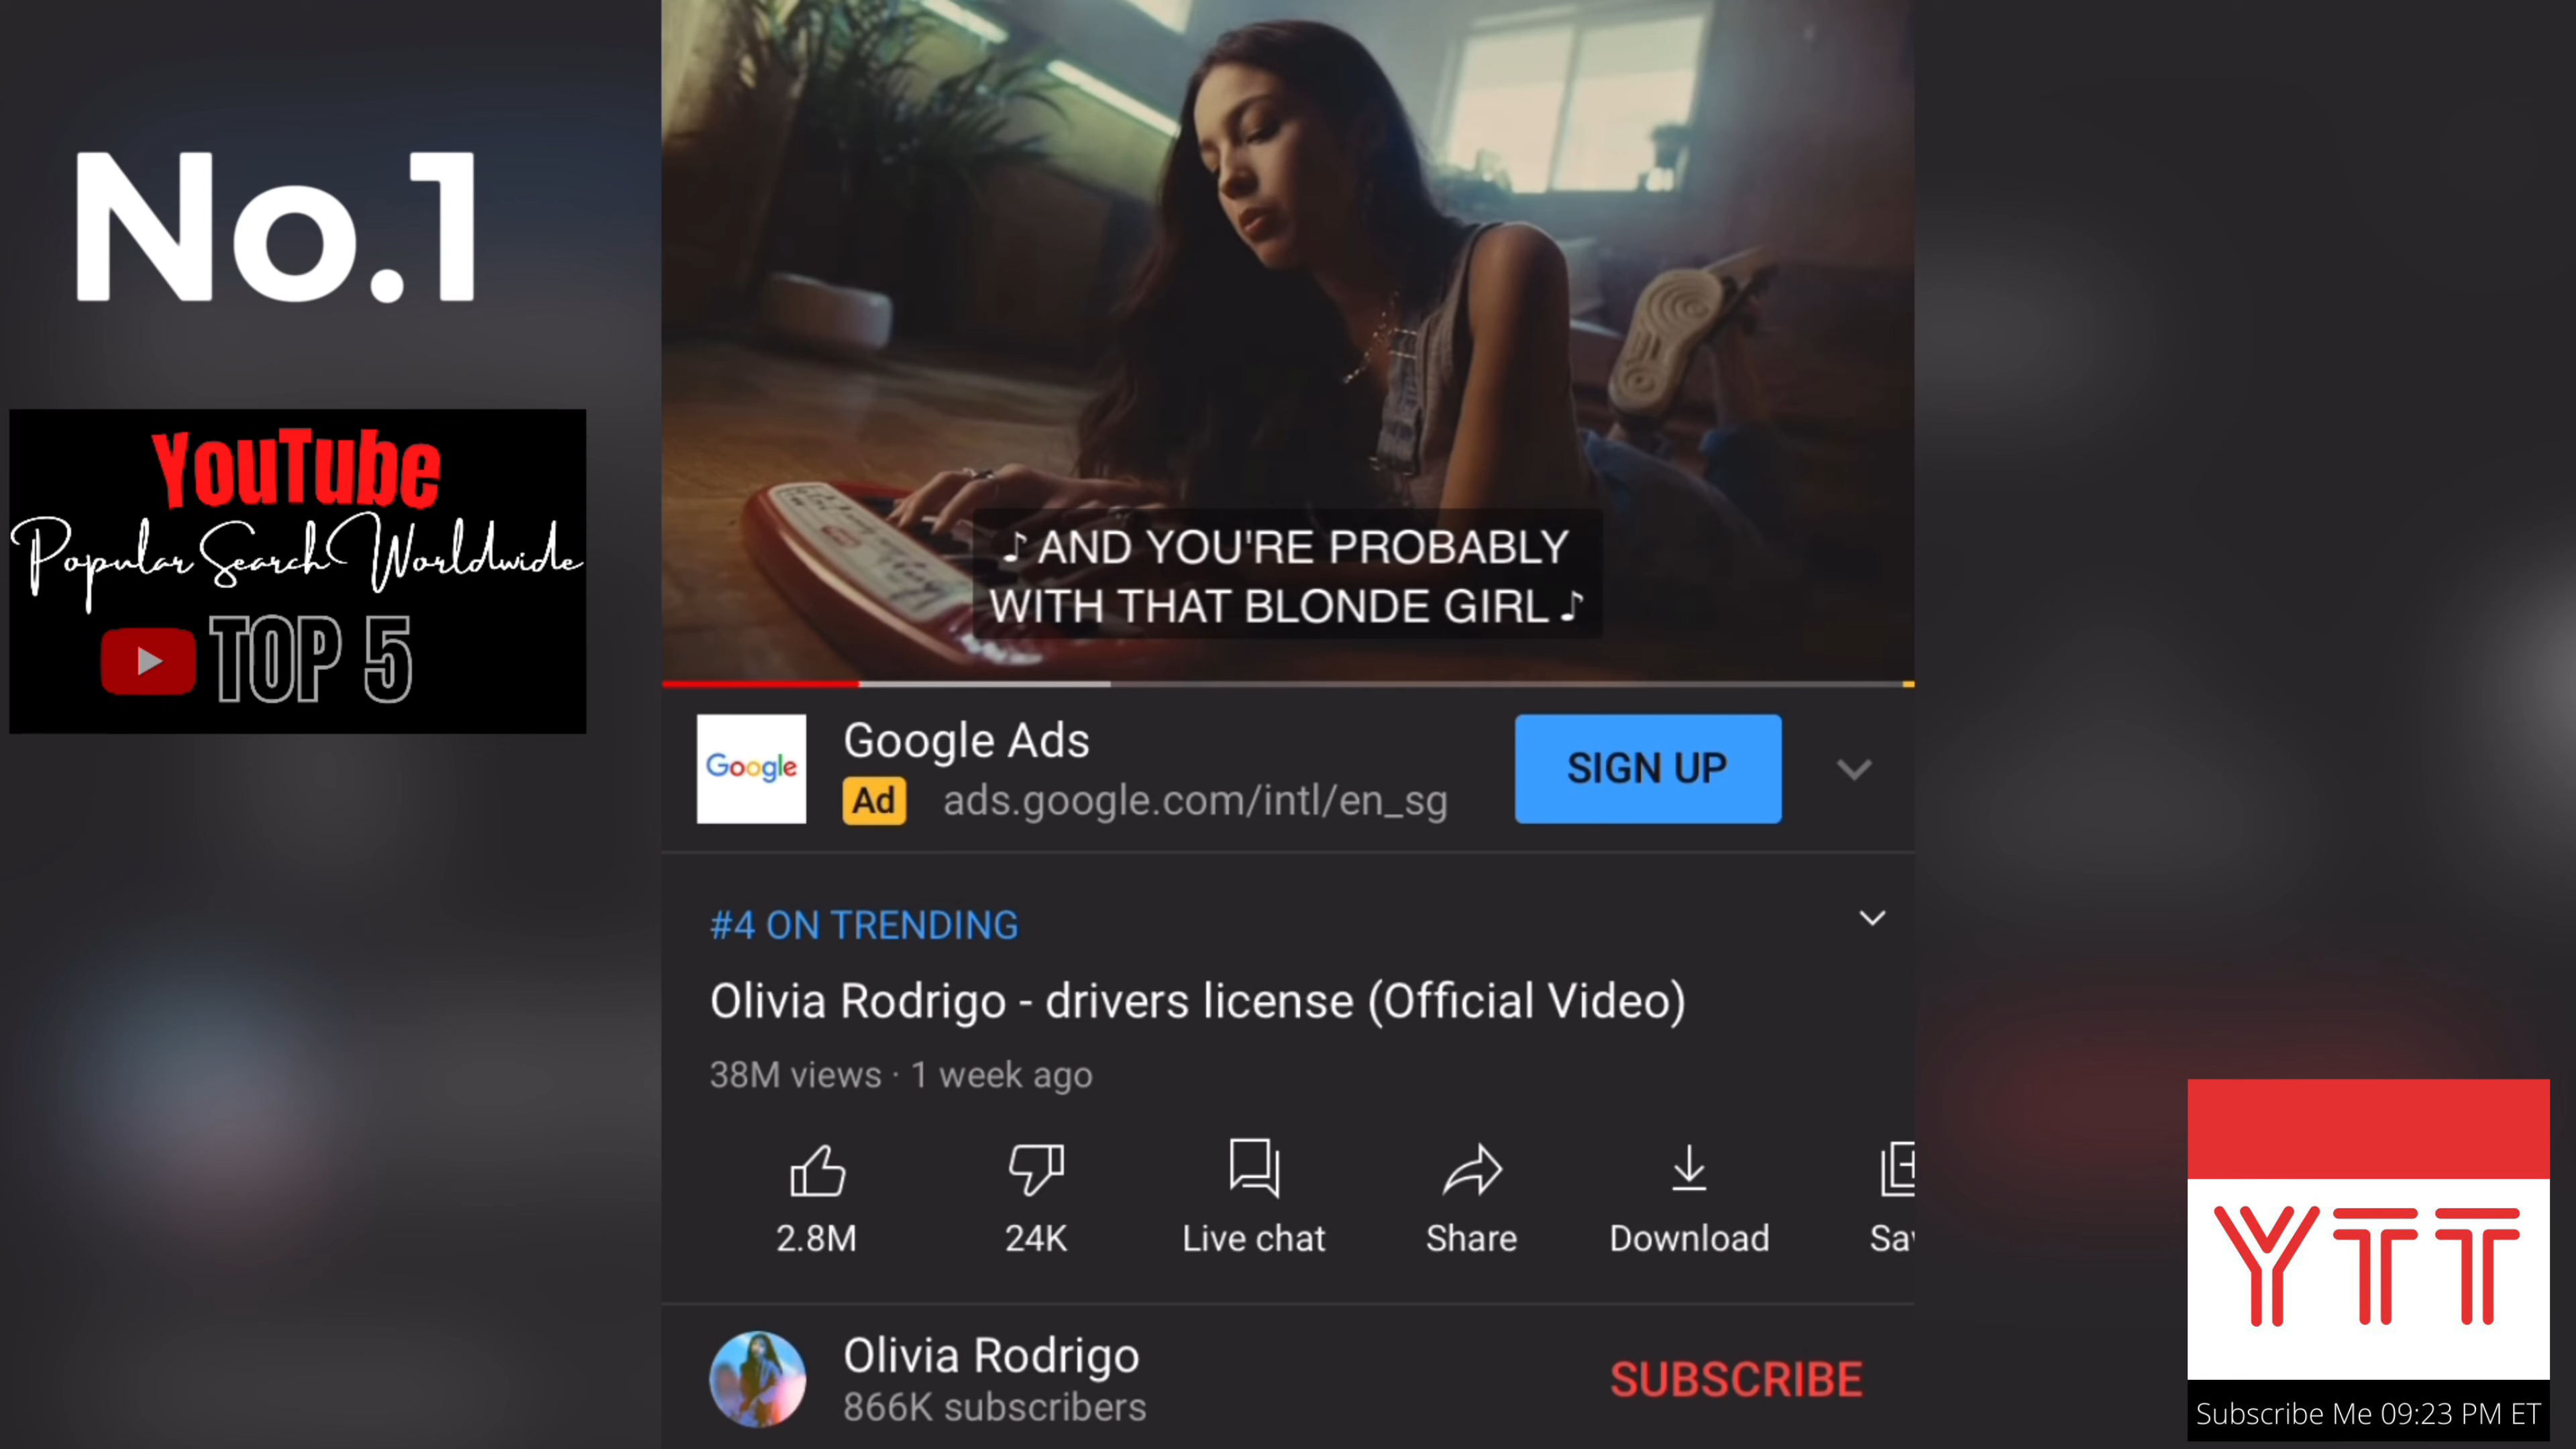 No.1
YouTube
Popular Search Worldwide
TOP 5
♪ AND YOU'RE PROBABLY
WITH THAT BLONDE GIRL ♪
Google
Google Ads
Ad ads.google.com/intl/en_sg
SIGN UP
#4 ON TRENDING
Olivia Rodrigo - drivers license (Official Video)
38M views · 1 week ago
2.8M 24K Live chat Share Download Sav
Olivia Rodrigo
866K subscribers
SUBSCRIBE
YTT
Subscribe Me 09:23 PM ET